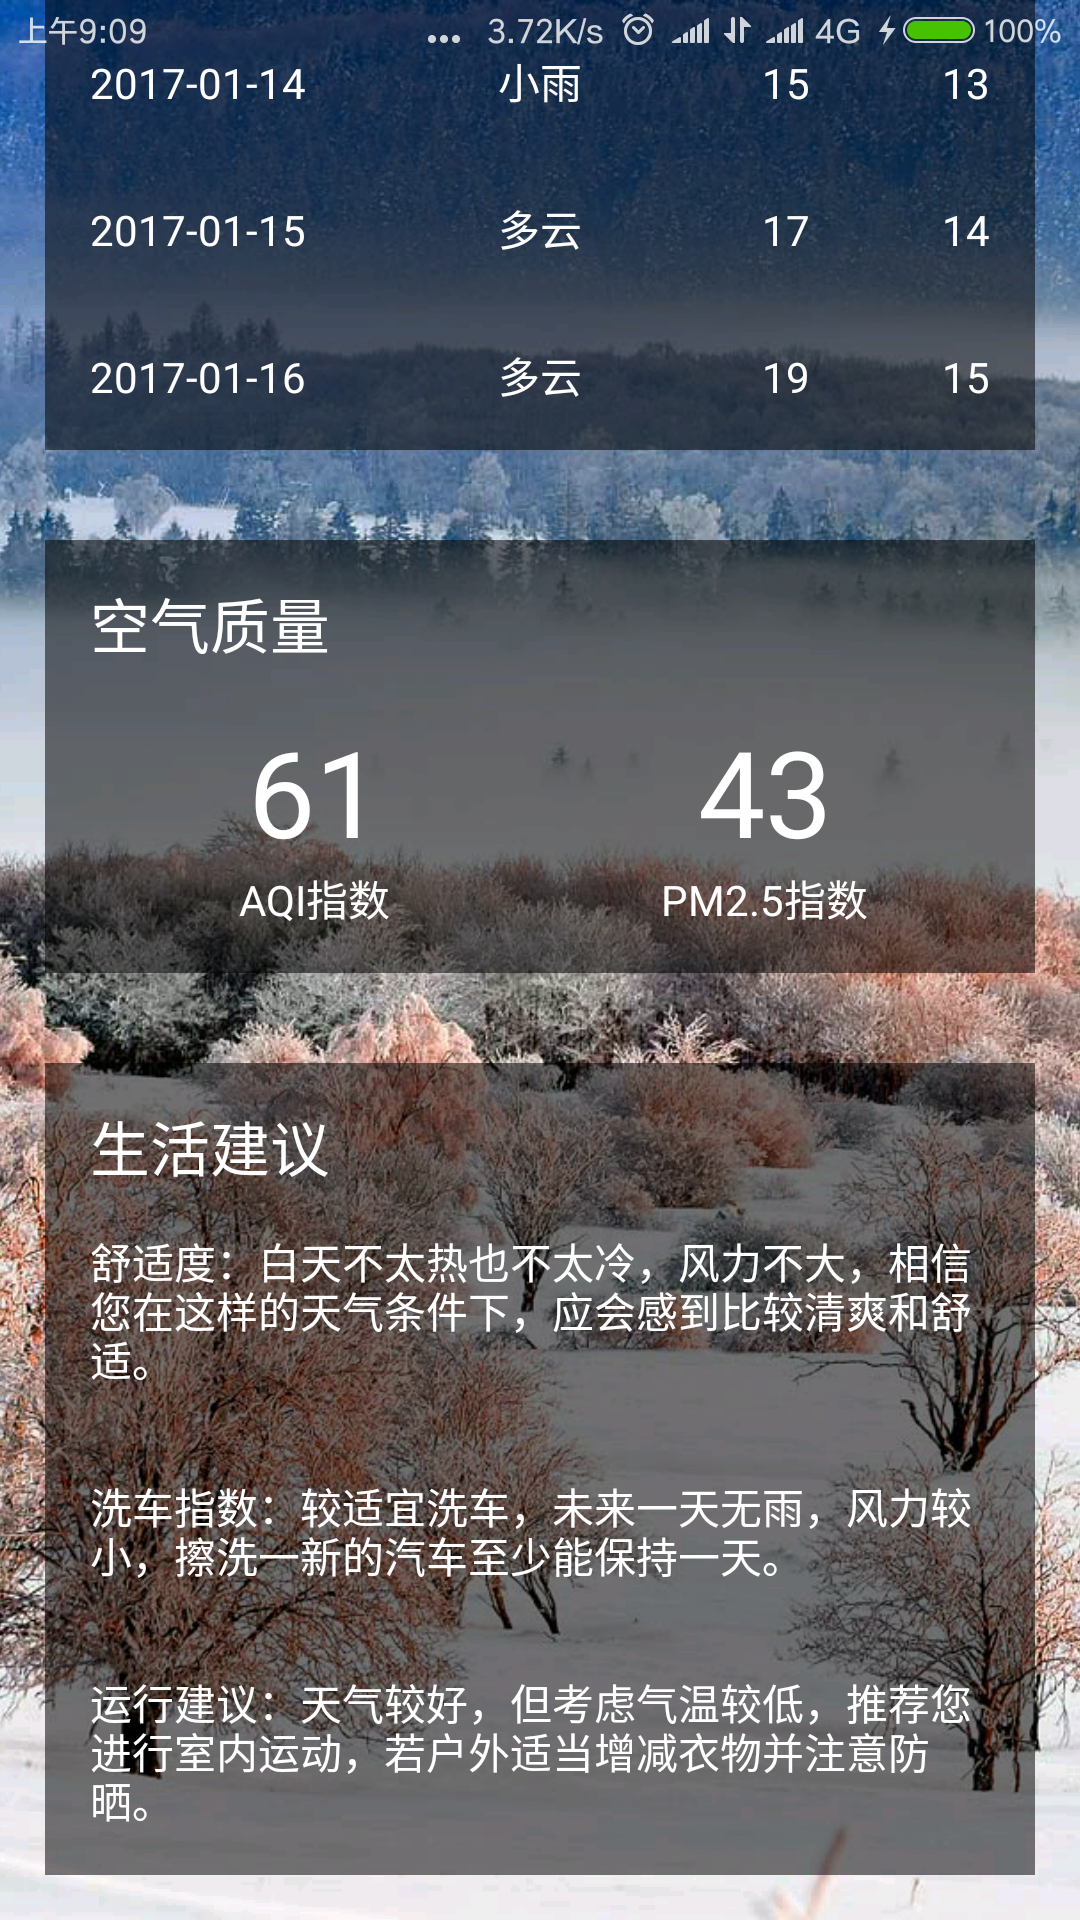 上午9:09 ... 3.72K/s 4G 100%
2017-01-14 小雨 15 13
2017-01-15 多云 17 14
2017-01-16 多云 19 15
空气质量
61 43
AQI指数 PM2.5指数
生活建议
舒适度：白天不太热也不太冷，风力不大，相信
您在这样的天气条件下，应会感到比较清爽和舒
适。
洗车指数：较适宜洗车，未来一天无雨，风力较
小，擦洗一新的汽车至少能保持一天。
运行建议：天气较好，但考虑气温较低，推荐您
进行室内运动，若户外适当增减衣物并注意防
晒。